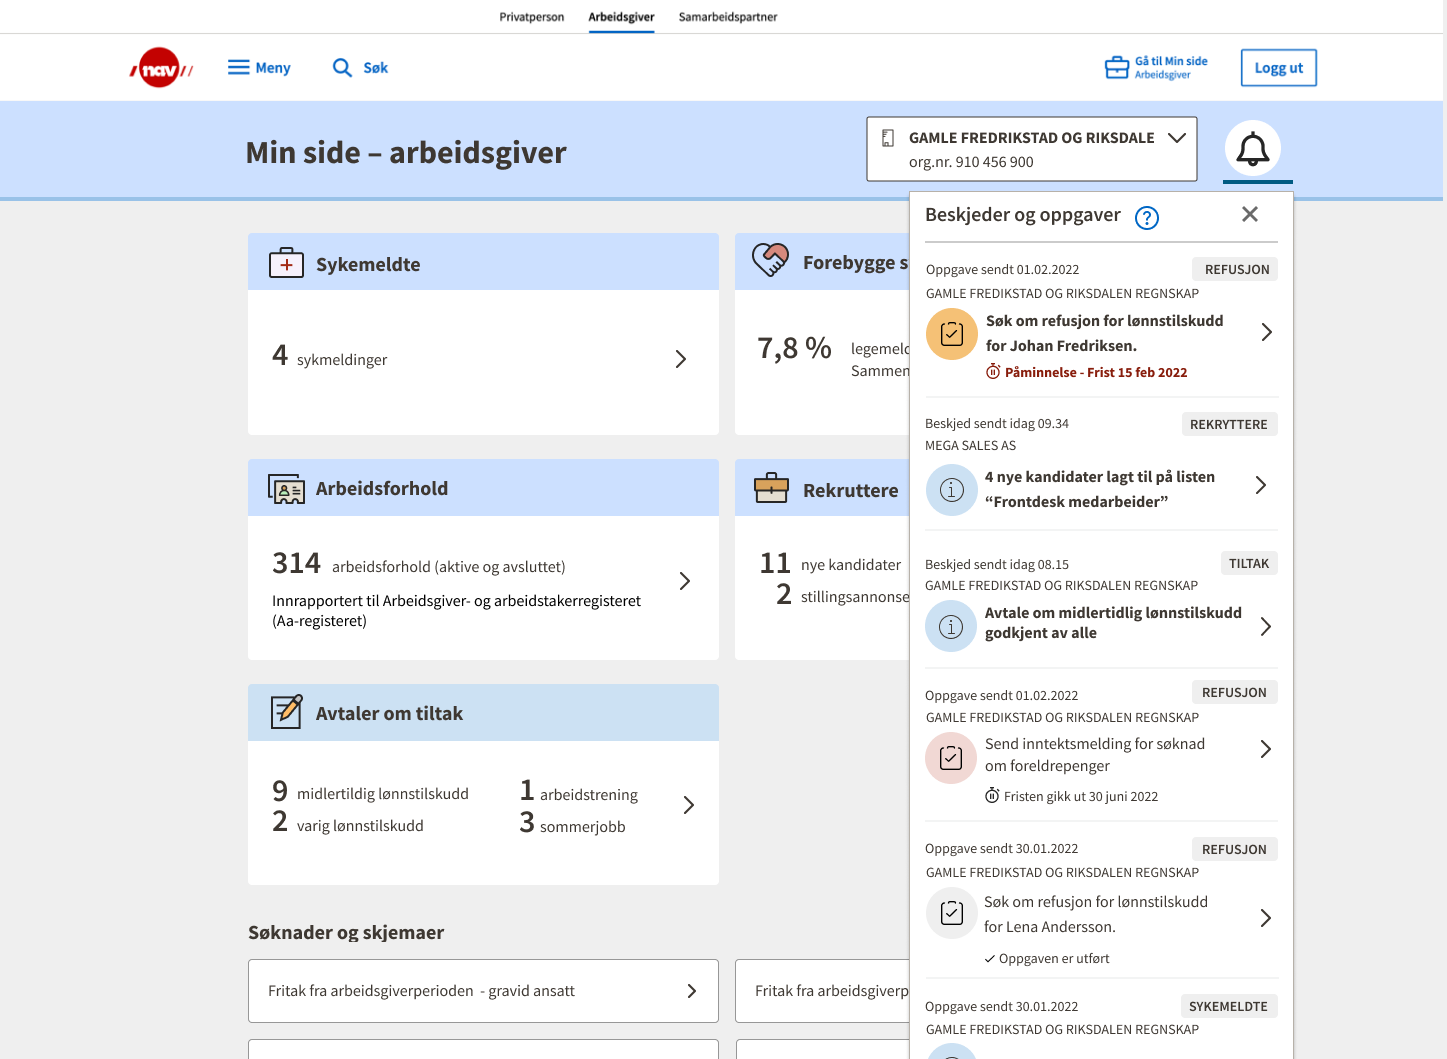 Privatperson
Arbeidsgiver
Samarbeidspartner
nav
Meny
Søk
Gå til Min side
Arbeidsgiver
Logg ut
Min side – arbeidsgiver
GAMLE FREDRIKSTAD OG RIKSDALE
org.nr. 910 456 900
Sykemeldte
4 sykmeldinger
Forebygge s
7,8 % legemeld
Sammen
Arbeidsforhold
314 arbeidsforhold (aktive og avsluttet)
Innrapportert til Arbeidsgiver- og arbeidstakerregisteret
(Aa-registeret)
Rekruttere
11 nye kandidater
2 stillingsannonse
Avtaler om tiltak
9 midlertildig lønnstilskudd
2 varig lønnstilskudd
1 arbeidstrening
3 sommerjobb
Søknader og skjemaer
Fritak fra arbeidsgiverperioden - gravid ansatt
Fritak fra arbeidsgiverp
Beskjeder og oppgaver
Oppgave sendt 01.02.2022
REFUSJON
GAMLE FREDIKSTAD OG RIKSDALEN REGNSKAP
Søk om refusjon for lønnstilskudd
for Johan Fredriksen.
Påminnelse - Frist 15 feb 2022
Beskjed sendt idag 09.34
REKRYTTERE
MEGA SALES AS
4 nye kandidater lagt til på listen
“Frontdesk medarbeider”
Beskjed sendt idag 08.15
TILTAK
GAMLE FREDIKSTAD OG RIKSDALEN REGNSKAP
Avtale om midlertidlig lønnstilskudd
godkjent av alle
Oppgave sendt 01.02.2022
REFUSJON
GAMLE FREDIKSTAD OG RIKSDALEN REGNSKAP
Send inntektsmelding for søknad
om foreldrepenger
Fristen gikk ut 30 juni 2022
Oppgave sendt 30.01.2022
REFUSJON
GAMLE FREDIKSTAD OG RIKSDALEN REGNSKAP
Søk om refusjon for lønnstilskudd
for Lena Andersson.
Oppgaven er utført
Oppgave sendt 30.01.2022
SYKEMELDTE
GAMLE FREDIKSTAD OG RIKSDALEN REGNSKAP